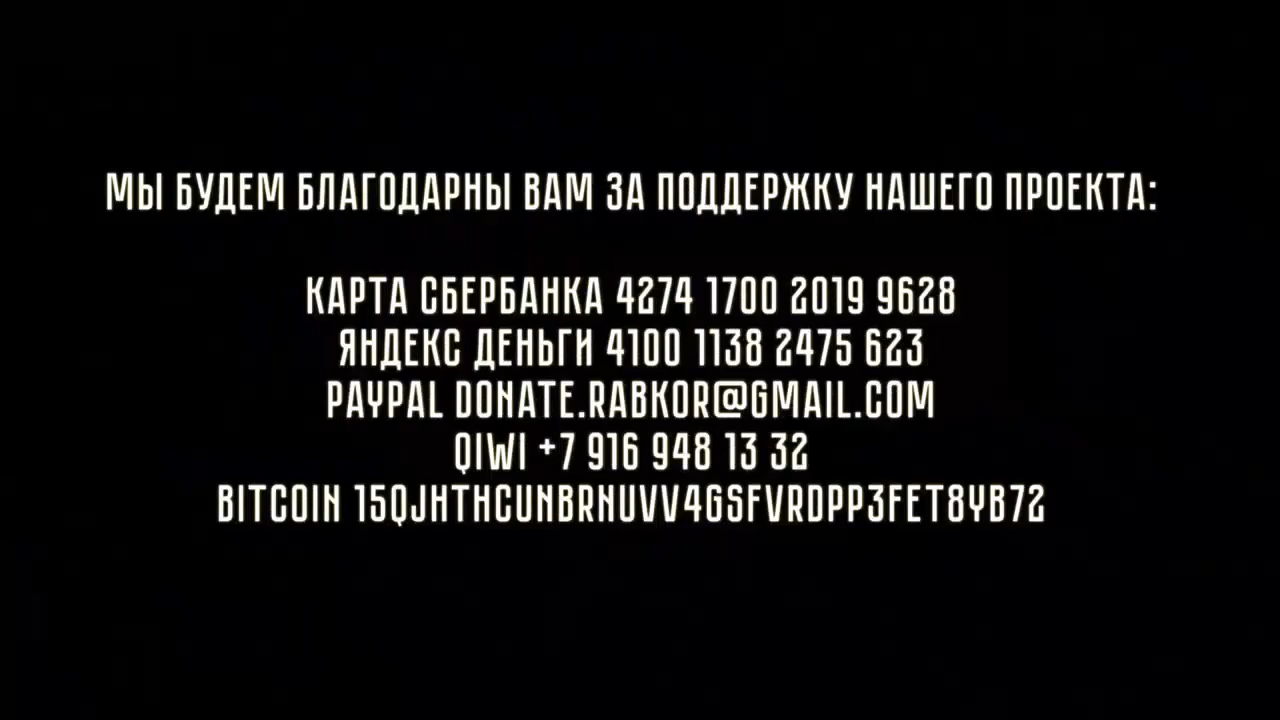 МЫ БУДЕМ БЛАГОДАРНЫ ВАМ ЗА ПОДДЕРЖКУ НАШЕГО ПРОЕКТА:
КАРТА СБЕРБАНКА 4274 1700 2019 9628
ЯНДЕКС ДЕНЬГИ 4100 1138 2475 623
PAYPAL DONATE.RABKOR@GMAIL.COM
QIWI +7 916 948 13 32
BITCOIN 15QJHTHCUNBRNUVV4GSFVRDPP3FET8YB72